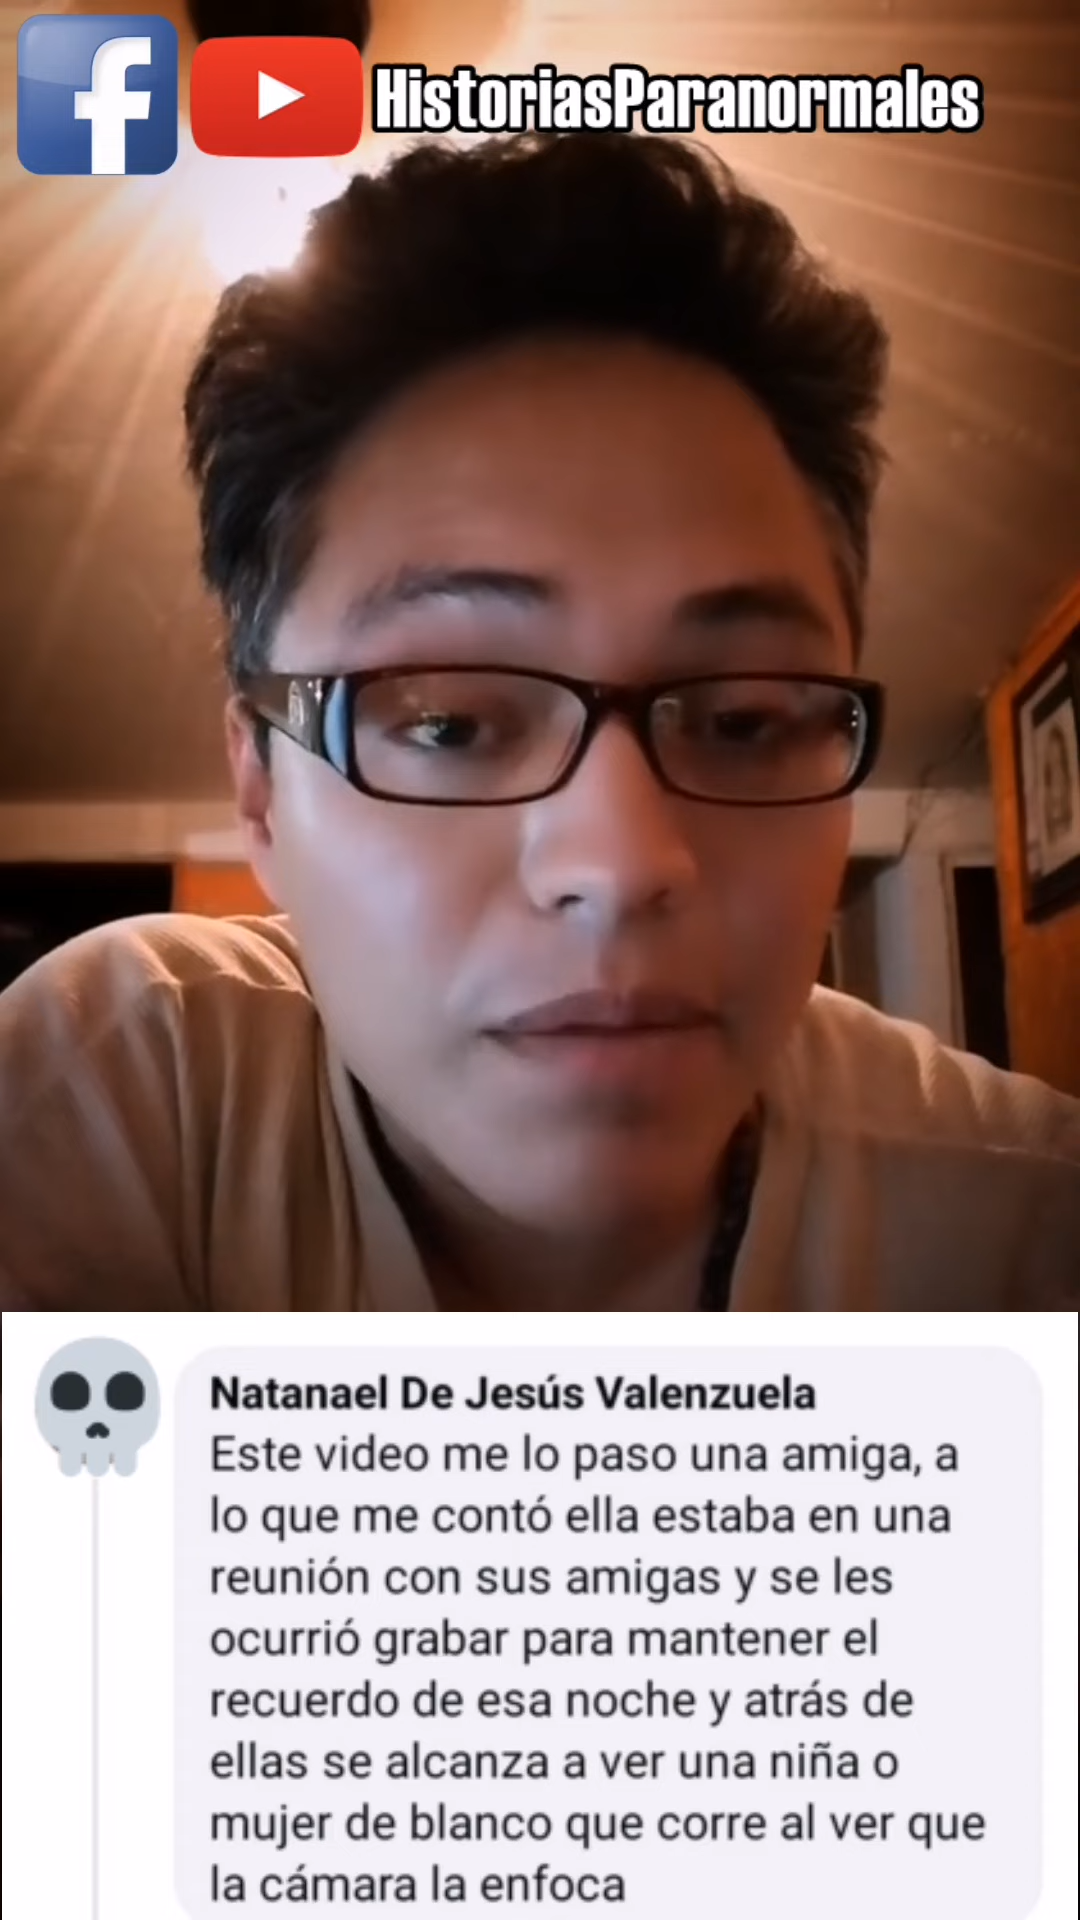 HistoriasParanormales
Natanael De Jesús Valenzuela
Este video me lo paso una amiga, a
lo que me contó ella estaba en una
reunión con sus amigas y se les
ocurrió grabar para mantener el
recuerdo de esa noche y atrás de
ellas se alcanza a ver una niña o
mujer de blanco que corre al ver que
la cámara la enfoca